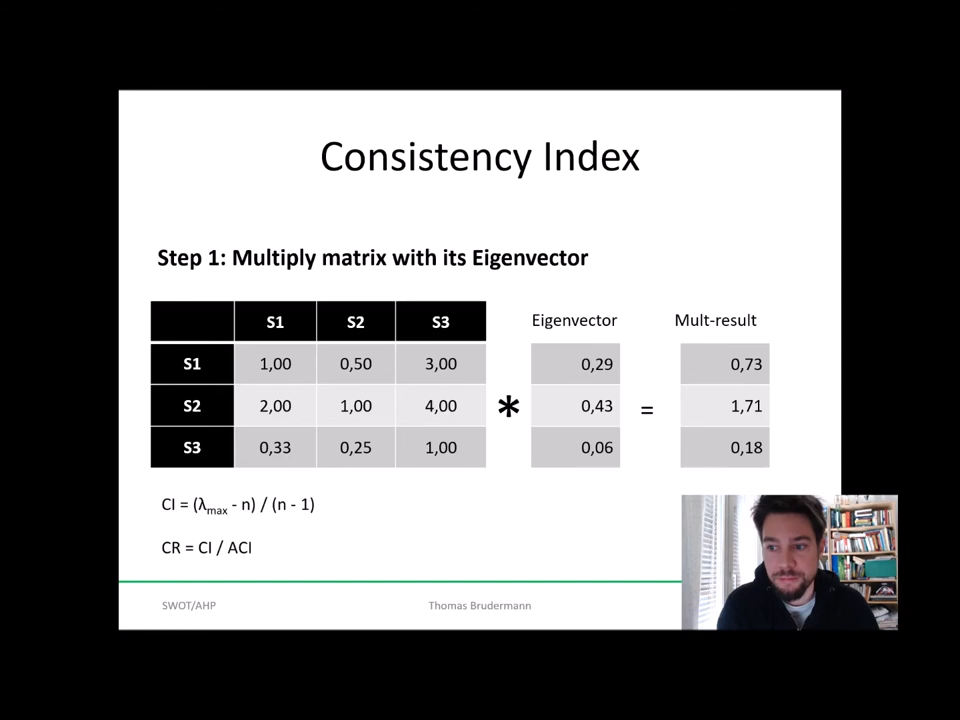 Consistency Index
Step 1: Multiply matrix with its Eigenvector
S1 S2 S3 Eigenvector Mult-result
S1 1,00 0,50 3,00 0,29 0,73
S2 2,00 1,00 4,00 * 0,43 = 1,71
S3 0,33 0,25 1,00 0,06 0,18
CI = (λmax - n) / (n - 1)
CR = CI / ACI
SWOT/AHP Thomas Brudermann